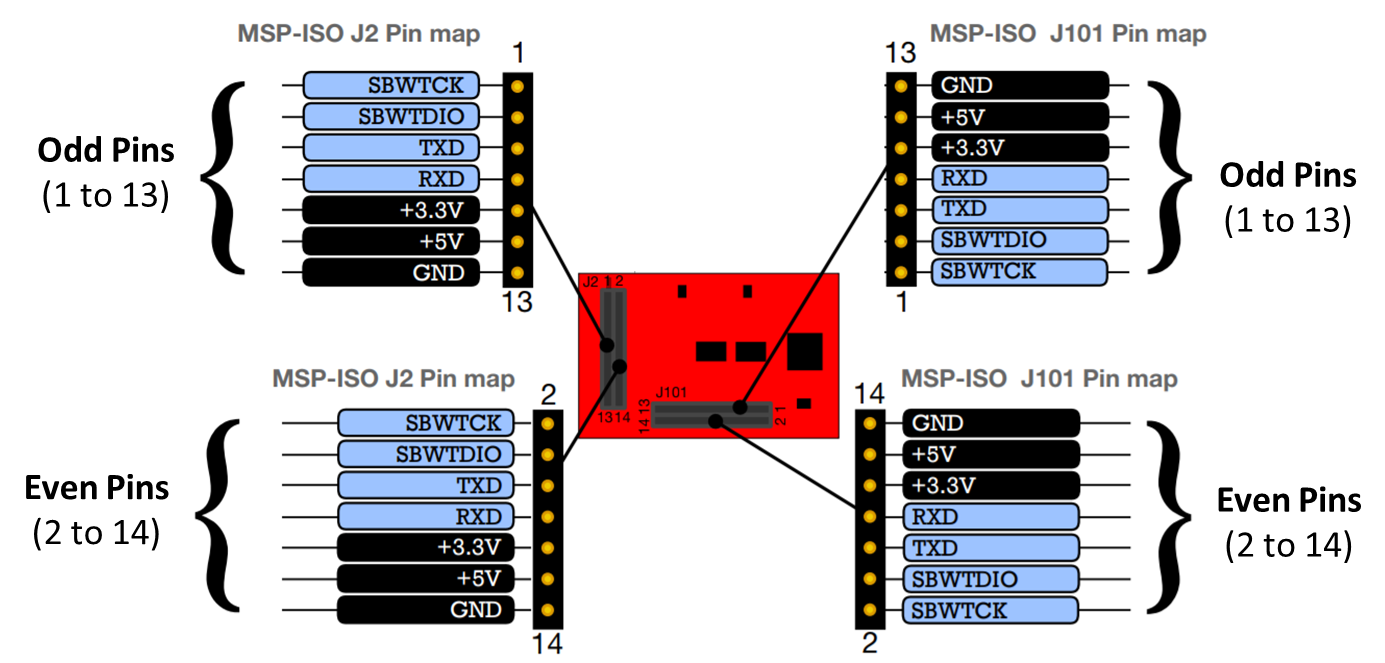 MSP-ISO J2 Pin map
1
SBWTCK
SBWTDIO
TXD
RXD
+3.3V
+5V
GND
13
Odd Pins
(1 to 13)
MSP-ISO J101 Pin map
13
GND
+5V
+3.3V
RXD
TXD
SBWTDIO
SBWTCK
1
Odd Pins
(1 to 13)
J2 1 2
13 14
J101
14 13
2 1
MSP-ISO J2 Pin map
2
SBWTCK
SBWTDIO
TXD
RXD
+3.3V
+5V
GND
14
Even Pins
(2 to 14)
MSP-ISO J101 Pin map
14
GND
+5V
+3.3V
RXD
TXD
SBWTDIO
SBWTCK
2
Even Pins
(2 to 14)